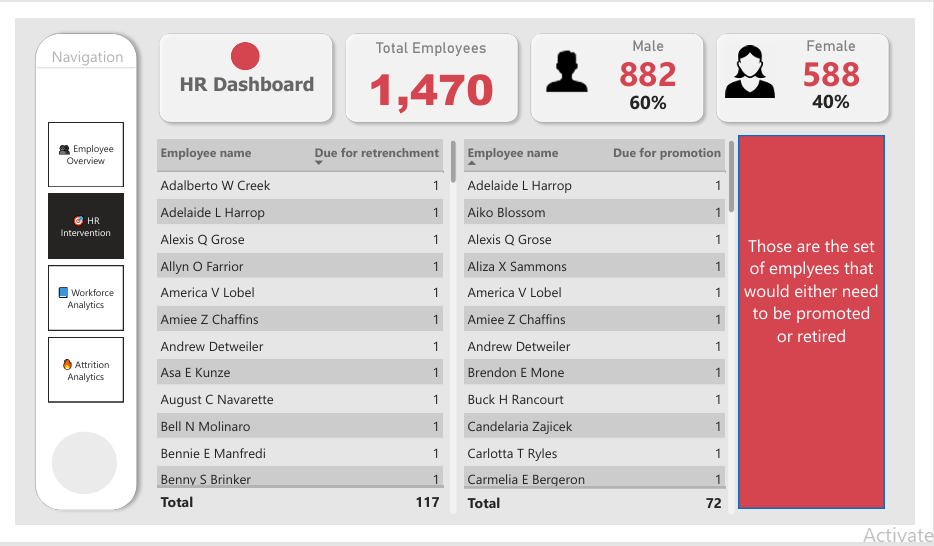 Navigation
Employee
Overview
HR
Intervention
Workforce
Analytics
Attrition
Analytics
HR Dashboard
Total Employees
1,470
Male
882
60%
Female
588
40%
Employee name Due for retrenchment
Adalberto W Creek 1
Adelaide L Harrop 1
Alexis Q Grose 1
Allyn O Farrior 1
America V Lobel 1
Amiee Z Chaffins 1
Andrew Detweiler 1
Asa E Kunze 1
August C Navarette 1
Bell N Molinaro 1
Bennie E Manfredi 1
Benny S Brinker 1
Total 117
Employee name Due for promotion
Adelaide L Harrop 1
Aiko Blossom 1
Alexis Q Grose 1
Aliza X Sammons 1
America V Lobel 1
Amiee Z Chaffins 1
Andrew Detweiler 1
Brendon E Mone 1
Buck H Rancourt 1
Candelaria Zajicek 1
Carlotta T Ryles 1
Carmelia E Bergeron 1
Total 72
Those are the set
of emplyees that
would either need
to be promoted
or retired
Activate